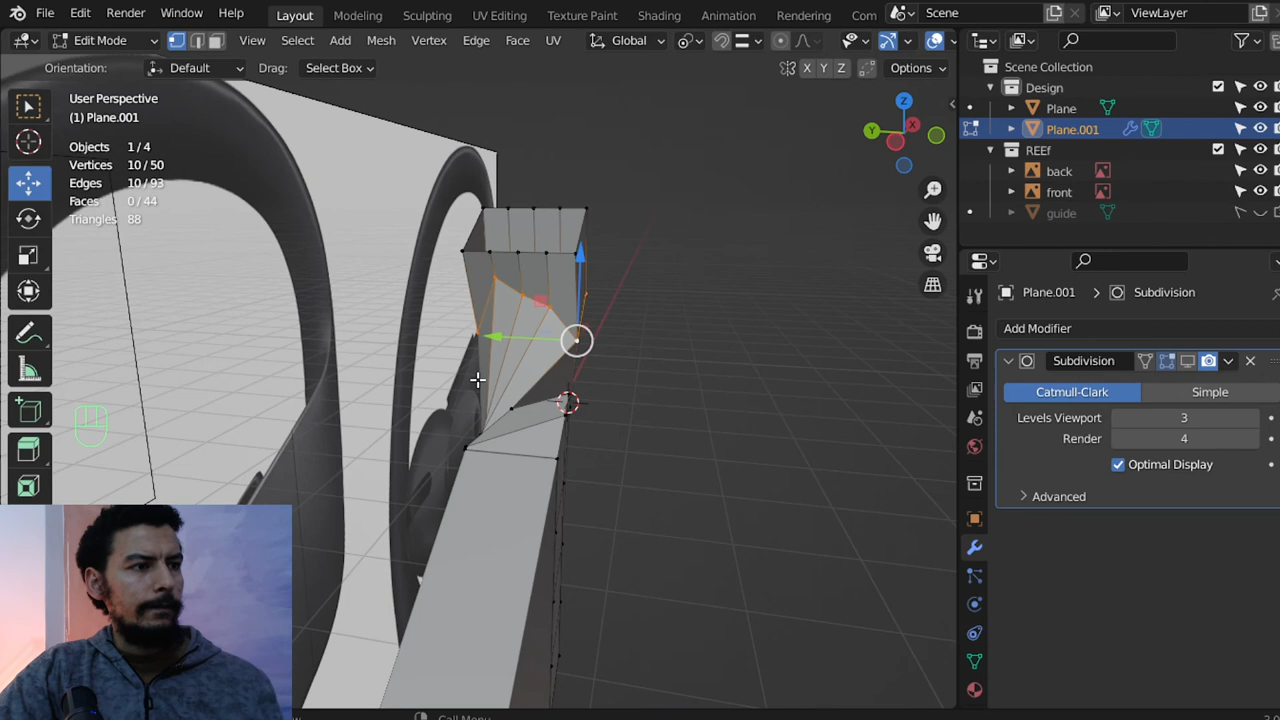 File Edit Render Window Help Layout Modeling Sculpting UV Editing Texture Paint Shading Animation Rendering Com Scene ViewLayer
Edit Mode View Select Add Mesh Vertex Edge Face UV Global
Orientation: Default Drag: Select Box X Y Z Options
User Perspective
(1) Plane.001
Objects 1/4
Vertices 10/50
Edges 10/93
Faces 0/44
Triangles 88
Z
Y
X
Scene Collection
Design
Plane
Plane.001
REEf
back
front
guide
Plane.001 > Subdivision
Add Modifier
Subdivision
Catmull-Clark Simple
Levels Viewport 3
Render 4
Optimal Display
Advanced
Call Menu